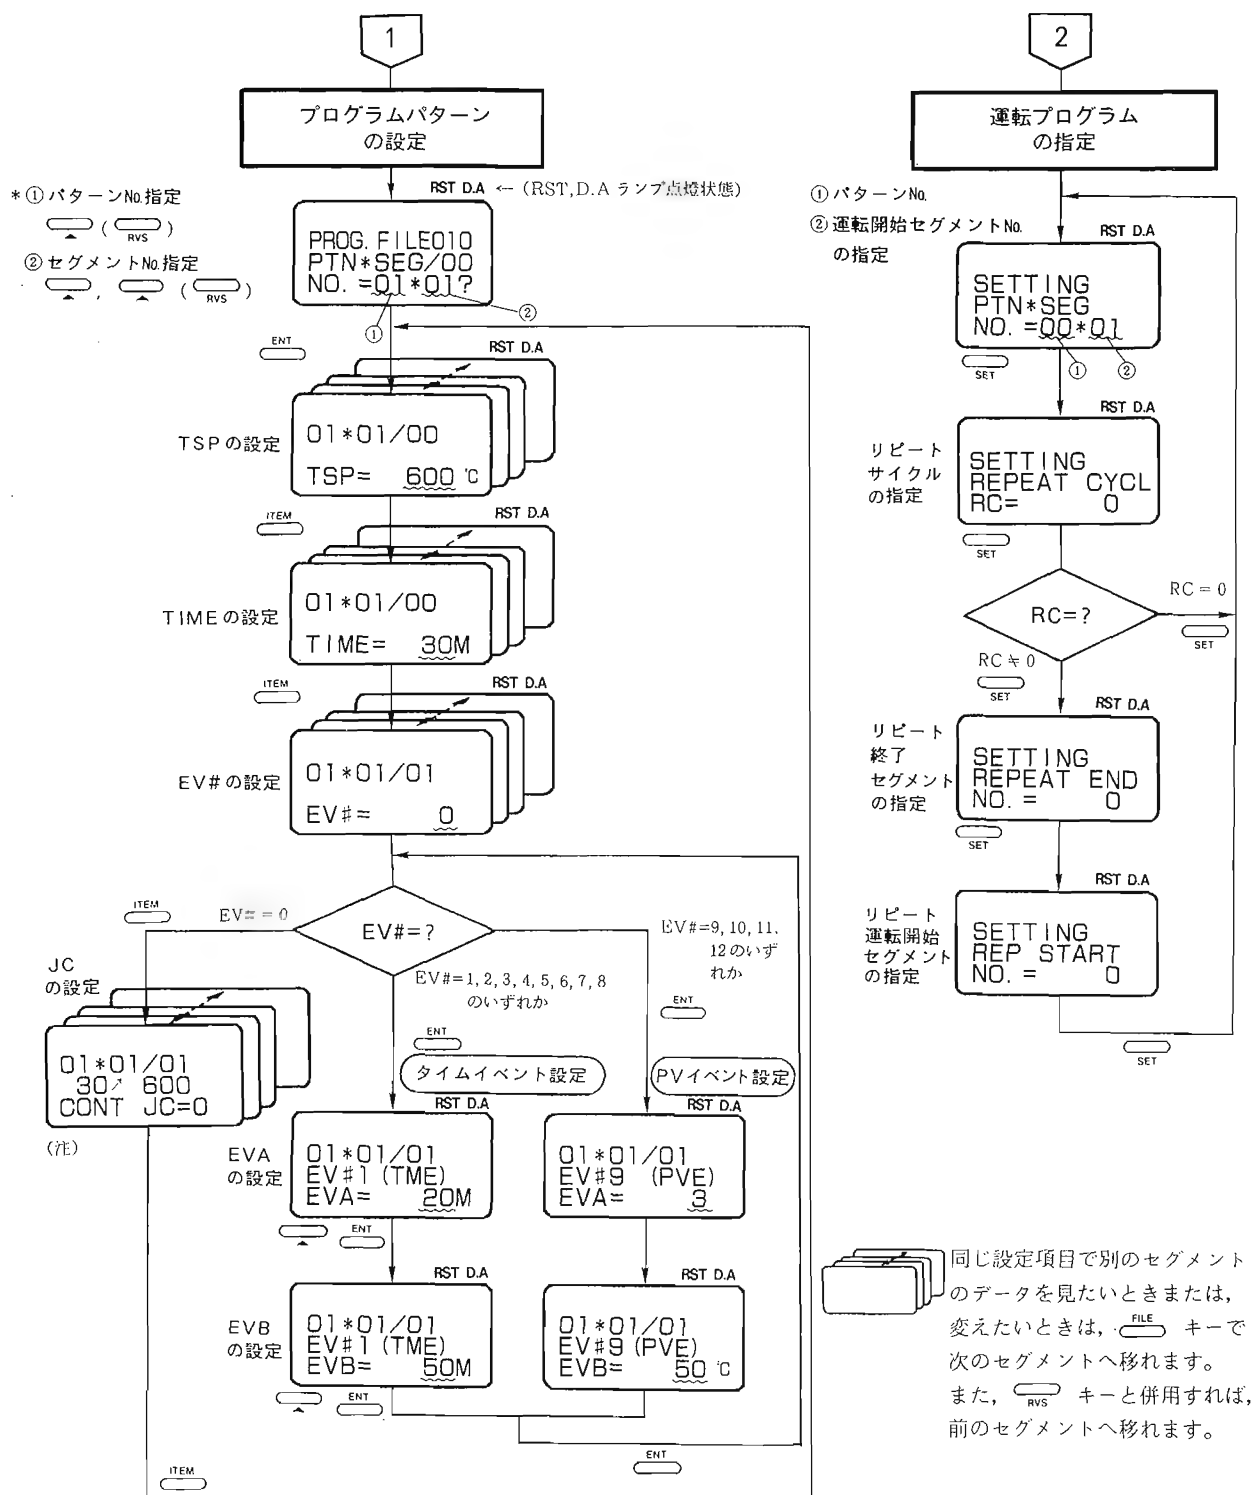 1
プログラムパターン
の設定
RST D.A ← (RST,D.A ランプ点燈状態)
*①パターンNo.指定
( RVS )
②セグメントNo.指定
, ( RVS )
PROG. FILE010
PTN*SEG/00
NO. =01*01?
① ②
ENT
RST D.A
TSPの設定
01*01/00
TSP= 600 ℃
ITEM
RST D.A
TIMEの設定
01*01/00
TIME= 30M
ITEM
RST D.A
EV#の設定
01*01/01
EV#= 0
EV#=?
ITEM
EV#=0
JC
の設定
01*01/01
30↗ 600
CONT JC=0
(注)
ITEM
EV#=1, 2, 3, 4, 5, 6, 7, 8
のいずれか
ENT
タイムイベント設定
RST D.A
EVA
の設定
01*01/01
EV#1 (TME)
EVA= 20M
ENT
RST D.A
EVB
の設定
01*01/01
EV#1 (TME)
EVB= 50M
ENT
EV#=9, 10, 11,
12のいず
れか
ENT
PVイベント設定
RST D.A
01*01/01
EV#9 (PVE)
EVA= 3
RST D.A
01*01/01
EV#9 (PVE)
EVB= 50 ℃
ENT
2
運転プログラム
の指定
①パターンNo.
②運転開始セグメントNo.
の指定
RST D.A
SETTING
PTN*SEG
NO. =00*01
① ②
SET
RST D.A
リピート
サイクル
の指定
SETTING
REPEAT CYCL
RC= 0
SET
RC=?
RC=0
SET
RC≒0
SET
RST D.A
リピート
終了
セグメント
の指定
SETTING
REPEAT END
NO. = 0
SET
RST D.A
リピート
運転開始
セグメント
の指定
SETTING
REP START
NO. = 0
SET
同じ設定項目で別のセグメント
のデータを見たいときまたは,
変えたいときは, FILE キーで
次のセグメントへ移れます。
また, RVS キーと併用すれば,
前のセグメントへ移れます。